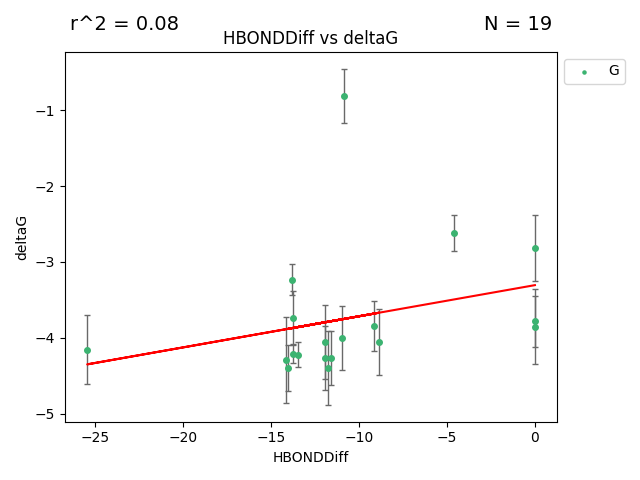 r^2 = 0.08
N = 19
HBONDDiff vs deltaG
G
−1
−2
−3
−4
−5
deltaG
−25
−20
−15
−10
−5
0
HBONDDiff